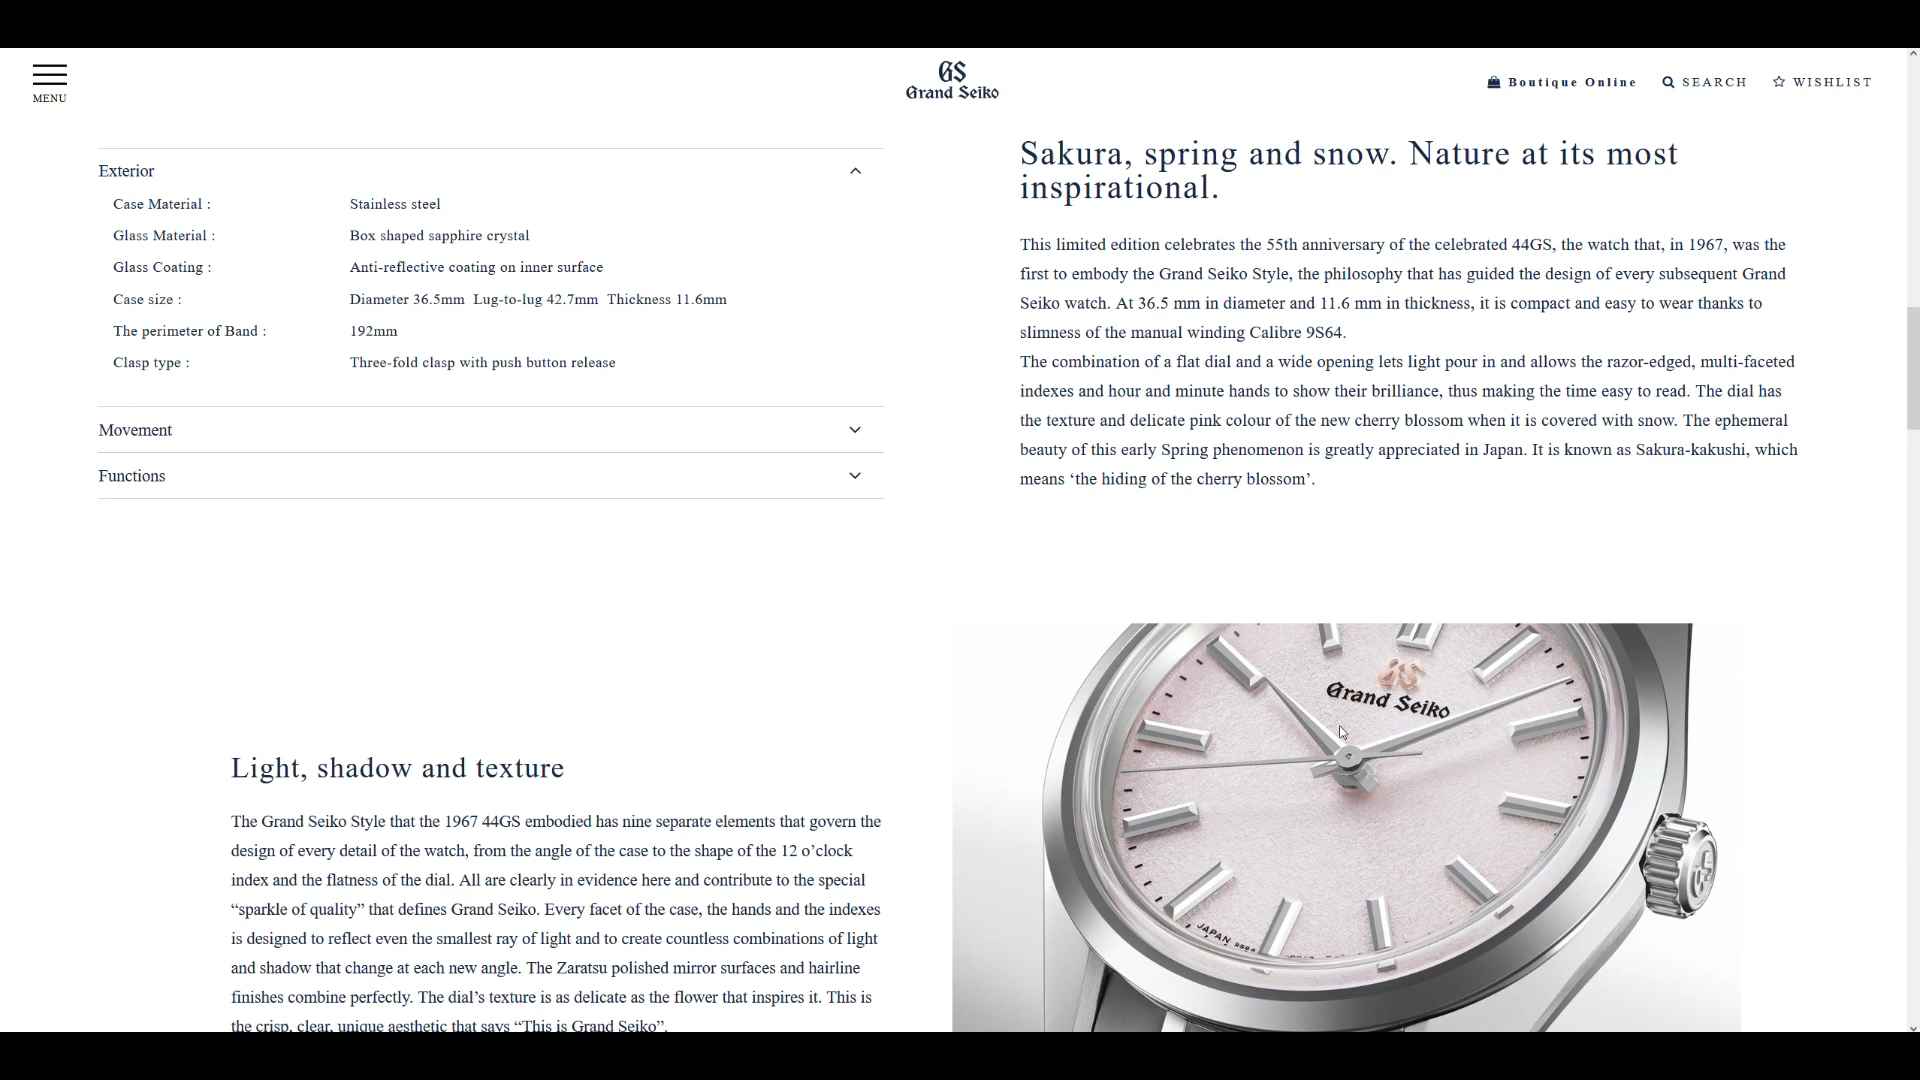 MENU
GS
Grand Seiko
Boutique Online
SEARCH
WISHLIST
Exterior
Case Material :
Stainless steel
Glass Material :
Box shaped sapphire crystal
Glass Coating :
Anti-reflective coating on inner surface
Case size :
Diameter 36.5mm Lug-to-lug 42.7mm Thickness 11.6mm
The perimeter of Band :
192mm
Clasp type :
Three-fold clasp with push button release
Movement
Functions
Sakura, spring and snow. Nature at its most
inspirational.
This limited edition celebrates the 55th anniversary of the celebrated 44GS, the watch that, in 1967, was the
first to embody the Grand Seiko Style, the philosophy that has guided the design of every subsequent Grand
Seiko watch. At 36.5 mm in diameter and 11.6 mm in thickness, it is compact and easy to wear thanks to
slimness of the manual winding Calibre 9S64.
The combination of a flat dial and a wide opening lets light pour in and allows the razor-edged, multi-faceted
indexes and hour and minute hands to show their brilliance, thus making the time easy to read. The dial has
the texture and delicate pink colour of the new cherry blossom when it is covered with snow. The ephemeral
beauty of this early Spring phenomenon is greatly appreciated in Japan. It is known as Sakura-kakushi, which
means ‘the hiding of the cherry blossom’.
Light, shadow and texture
The Grand Seiko Style that the 1967 44GS embodied has nine separate elements that govern the
design of every detail of the watch, from the angle of the case to the shape of the 12 o’clock
index and the flatness of the dial. All are clearly in evidence here and contribute to the special
“sparkle of quality” that defines Grand Seiko. Every facet of the case, the hands and the indexes
is designed to reflect even the smallest ray of light and to create countless combinations of light
and shadow that change at each new angle. The Zaratsu polished mirror surfaces and hairline
finishes combine perfectly. The dial’s texture is as delicate as the flower that inspires it. This is
the crisp, clear, unique aesthetic that says “This is Grand Seiko”.
GS
Grand Seiko
JAPAN 9S64